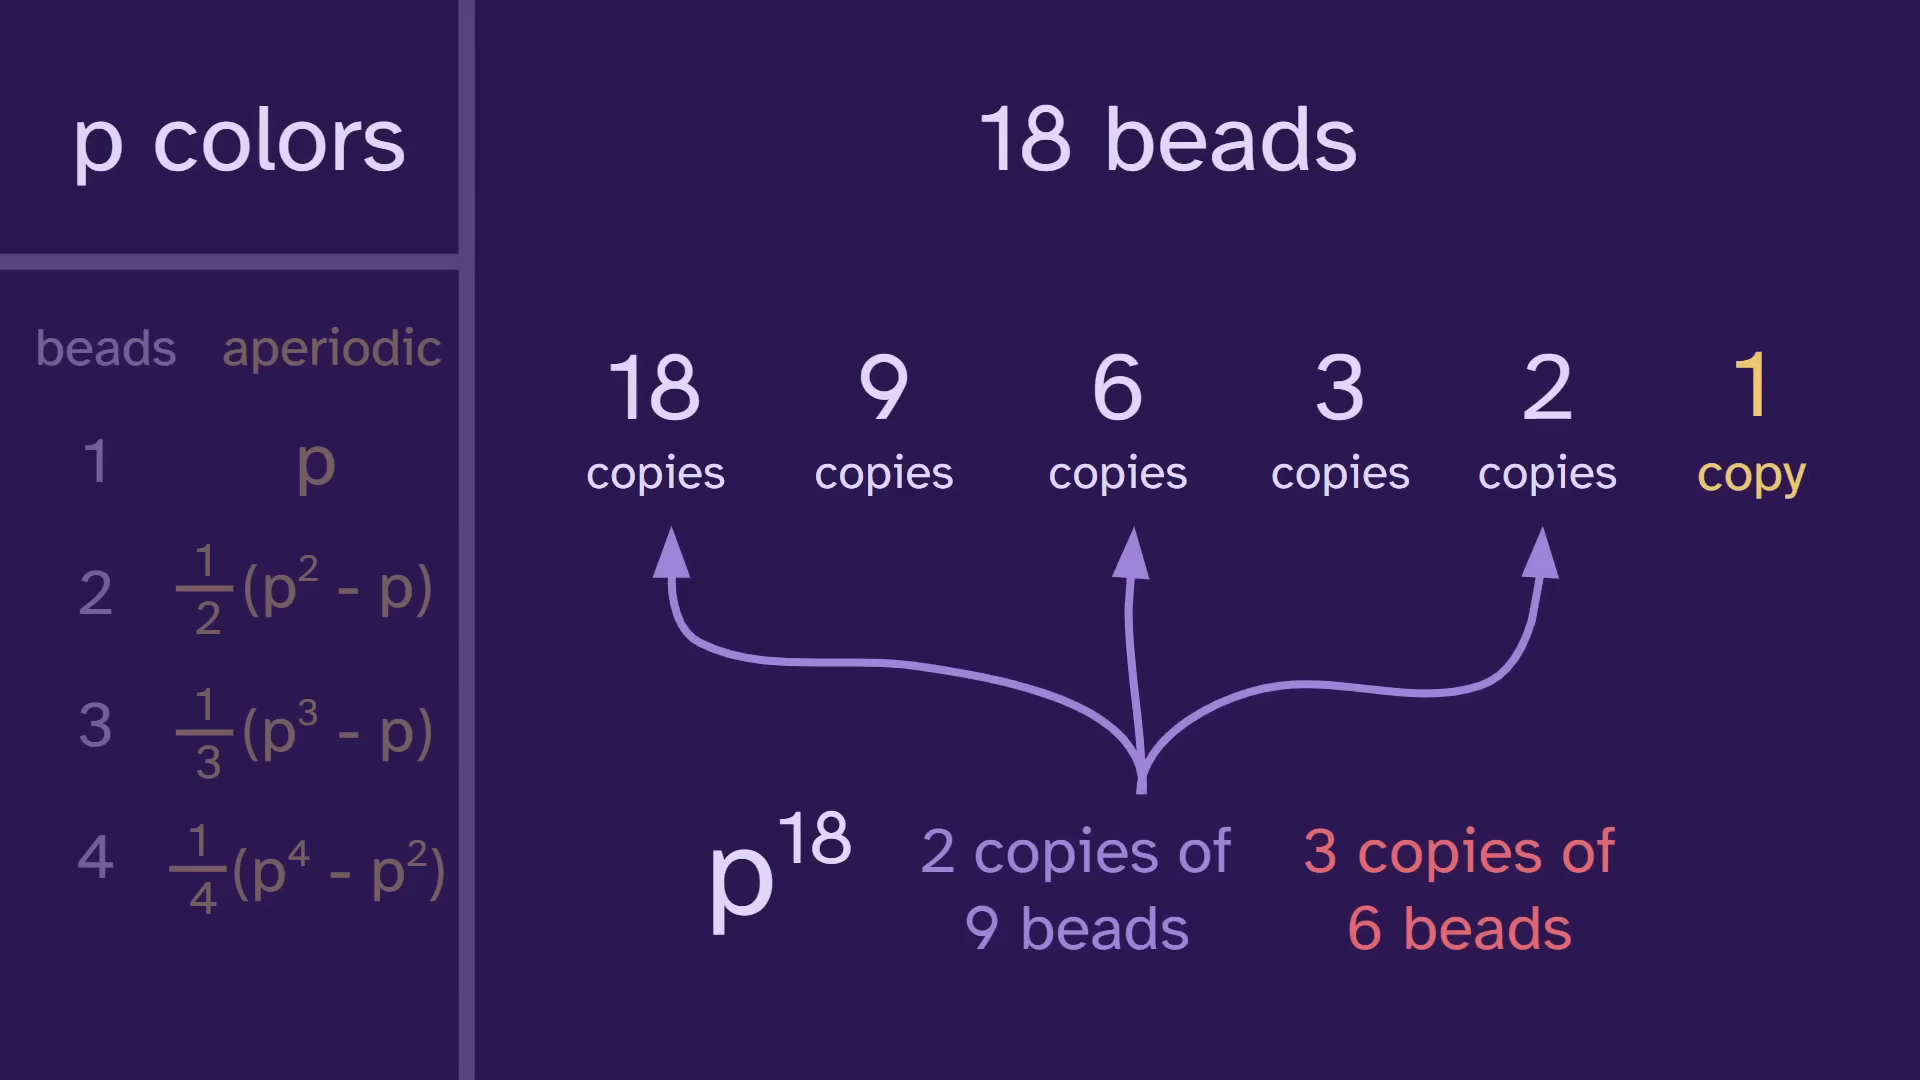 p colors
18 beads
beads aperiodic
1 p
2 1/2 (p² - p)
3 1/3 (p³ - p)
4 1/4 (p⁴ - p²)
18 9 6 3 2 1
copies copies copies copies copies copy
p¹⁸
2 copies of
9 beads
3 copies of
6 beads